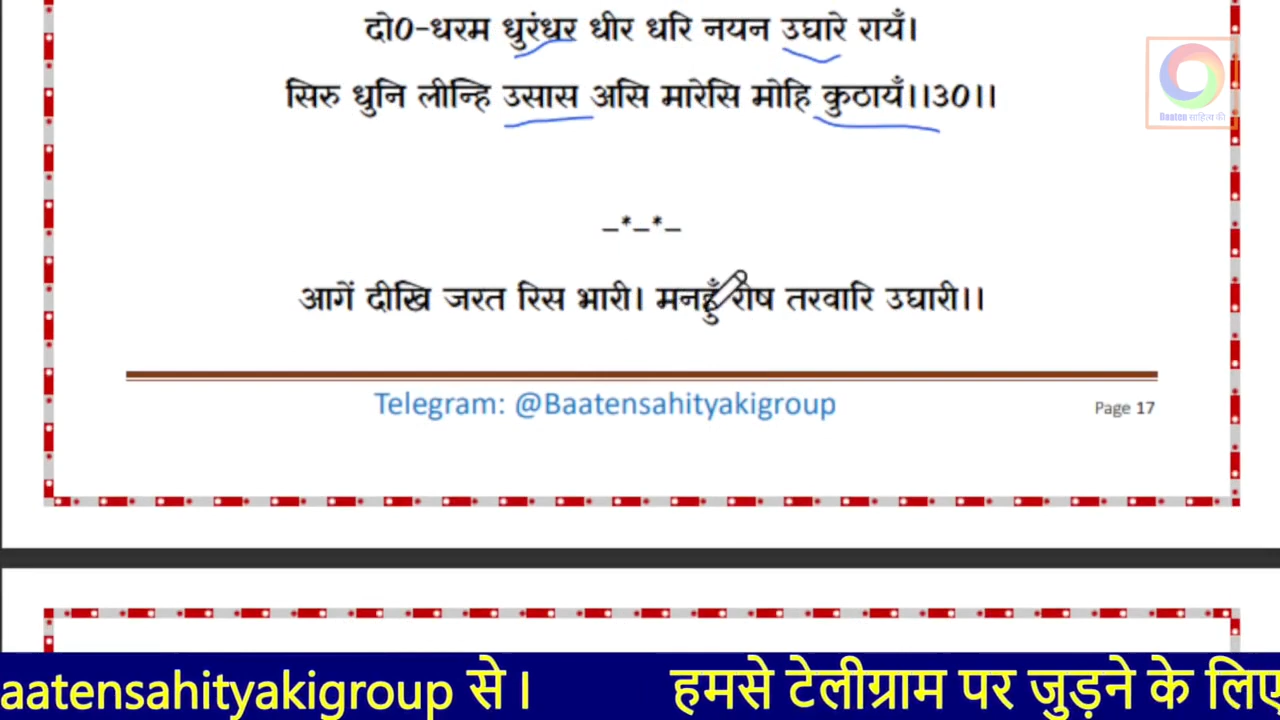 दो0-धरम धुरंधर धीर धरि नयन उघारे रायँ।
सिरु धुनि लीन्हि उसास असि मारेसि मोहि कुठायँ।।30।।
Baaten साहित्य की
_*_*_
आगें दीखि जरत रिस भारी। मनहुँ रोष तरवारि उघारी।।
Telegram: @Baatensahityakigroup
Page 17
aatensahityakigroup से। हमसे टेलीग्राम पर जुड़ने के लिए